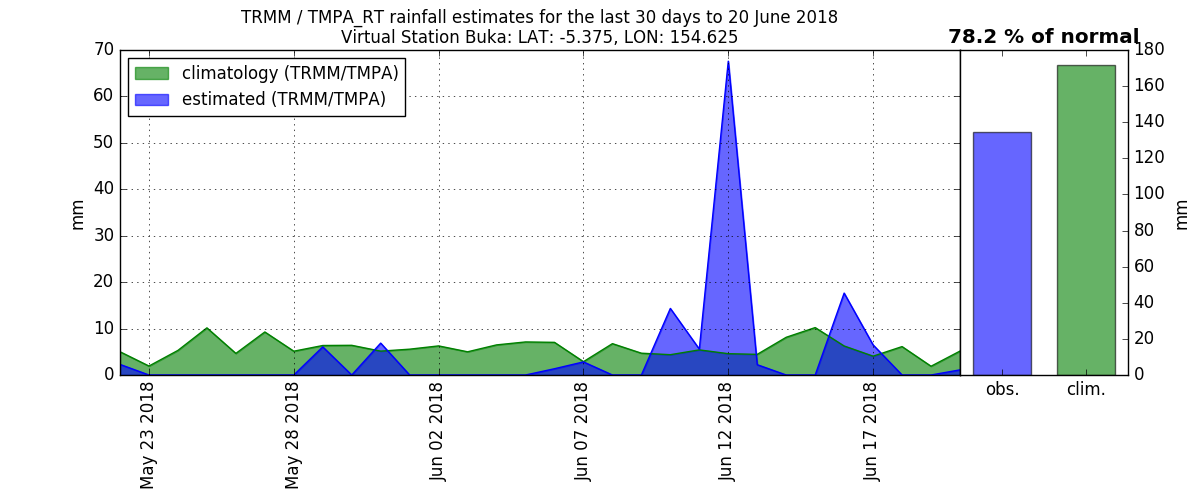 TRMM / TMPA_RT rainfall estimates for the last 30 days to 20 June 2018
Virtual Station Buka: LAT: -5.375, LON: 154.625
78.2 % of normal
climatology (TRMM/TMPA)
estimated (TRMM/TMPA)
70
60
50
40
30
20
10
0
mm
May 23 2018
May 28 2018
Jun 02 2018
Jun 07 2018
Jun 12 2018
Jun 17 2018
180
160
140
120
100
80
60
40
20
0
mm
obs.
clim.